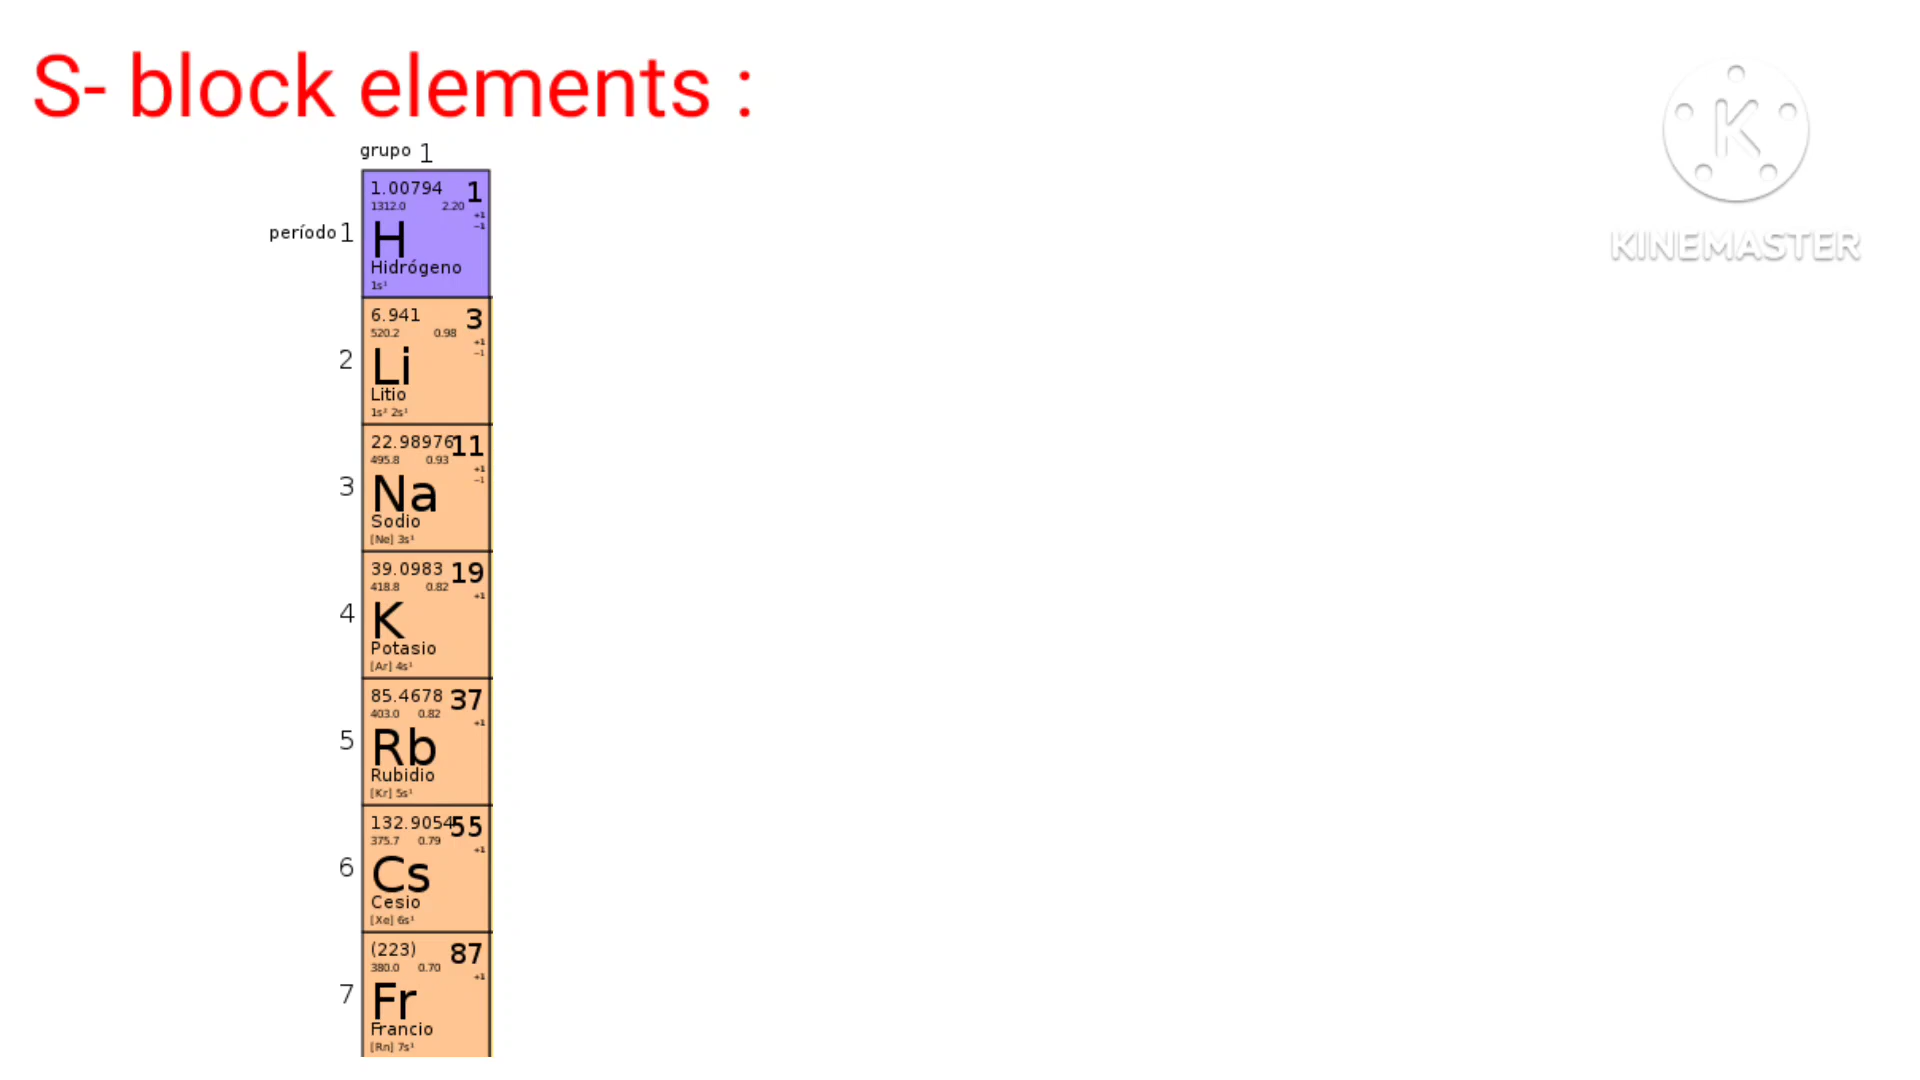 S- block elements :
K
KINEMASTER
grupo 1
período 1
1.00794 1
1312.0 2.20 +1
−1
H
Hidrógeno
1s¹
2
6.941 3
520.2 0.98 +1
−1
Li
Litio
1s² 2s¹
3
22.98976 11
495.8 0.93 +1
−1
Na
Sodio
[Ne] 3s¹
4
39.0983 19
418.8 0.82 +1
K
Potasio
[Ar] 4s¹
5
85.4678 37
403.0 0.82 +1
Rb
Rubidio
[Kr] 5s¹
6
132.9054 55
375.7 0.79 +1
Cs
Cesio
[Xe] 6s¹
7
(223) 87
380.0 0.70 +1
Fr
Francio
[Rn] 7s¹